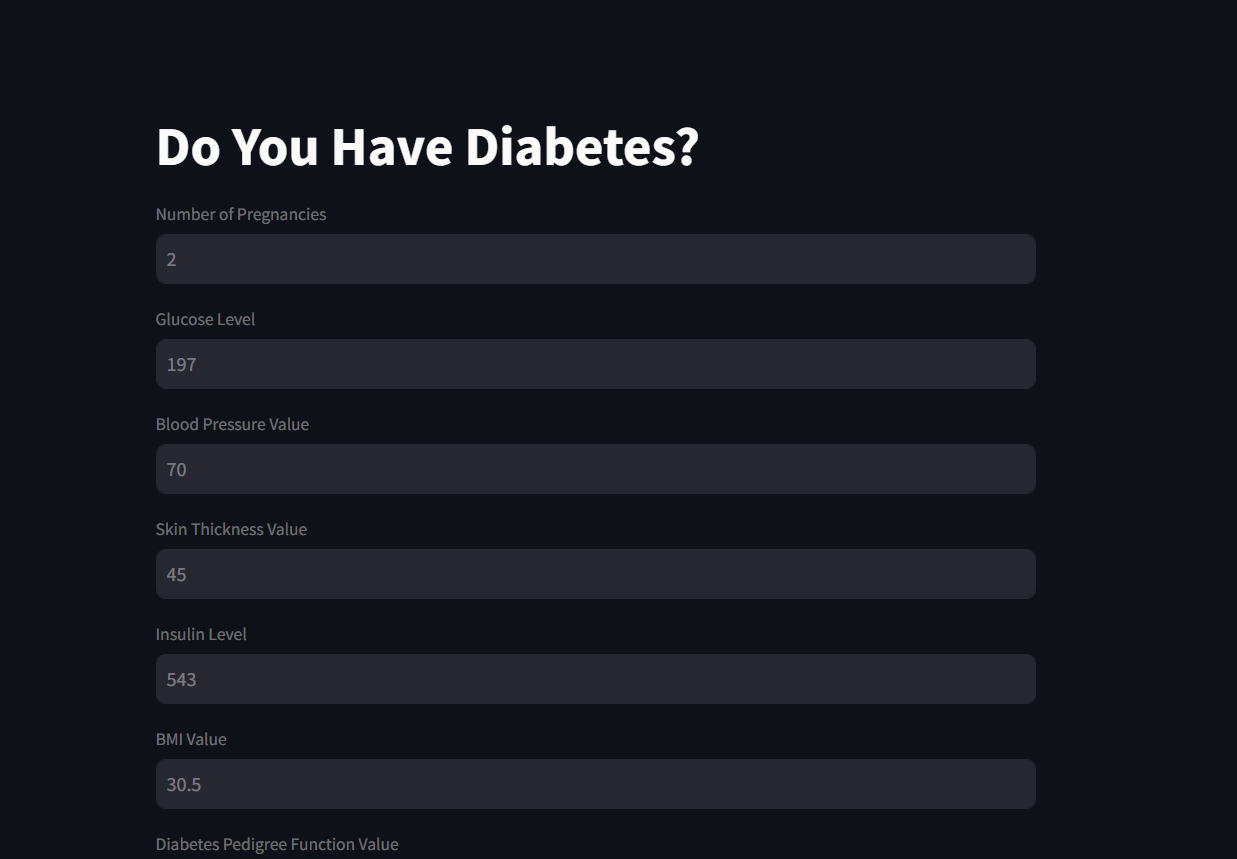 Do You Have Diabetes?
Number of Pregnancies
2
Glucose Level
197
Blood Pressure Value
70
Skin Thickness Value
45
Insulin Level
543
BMI Value
30.5
Diabetes Pedigree Function Value